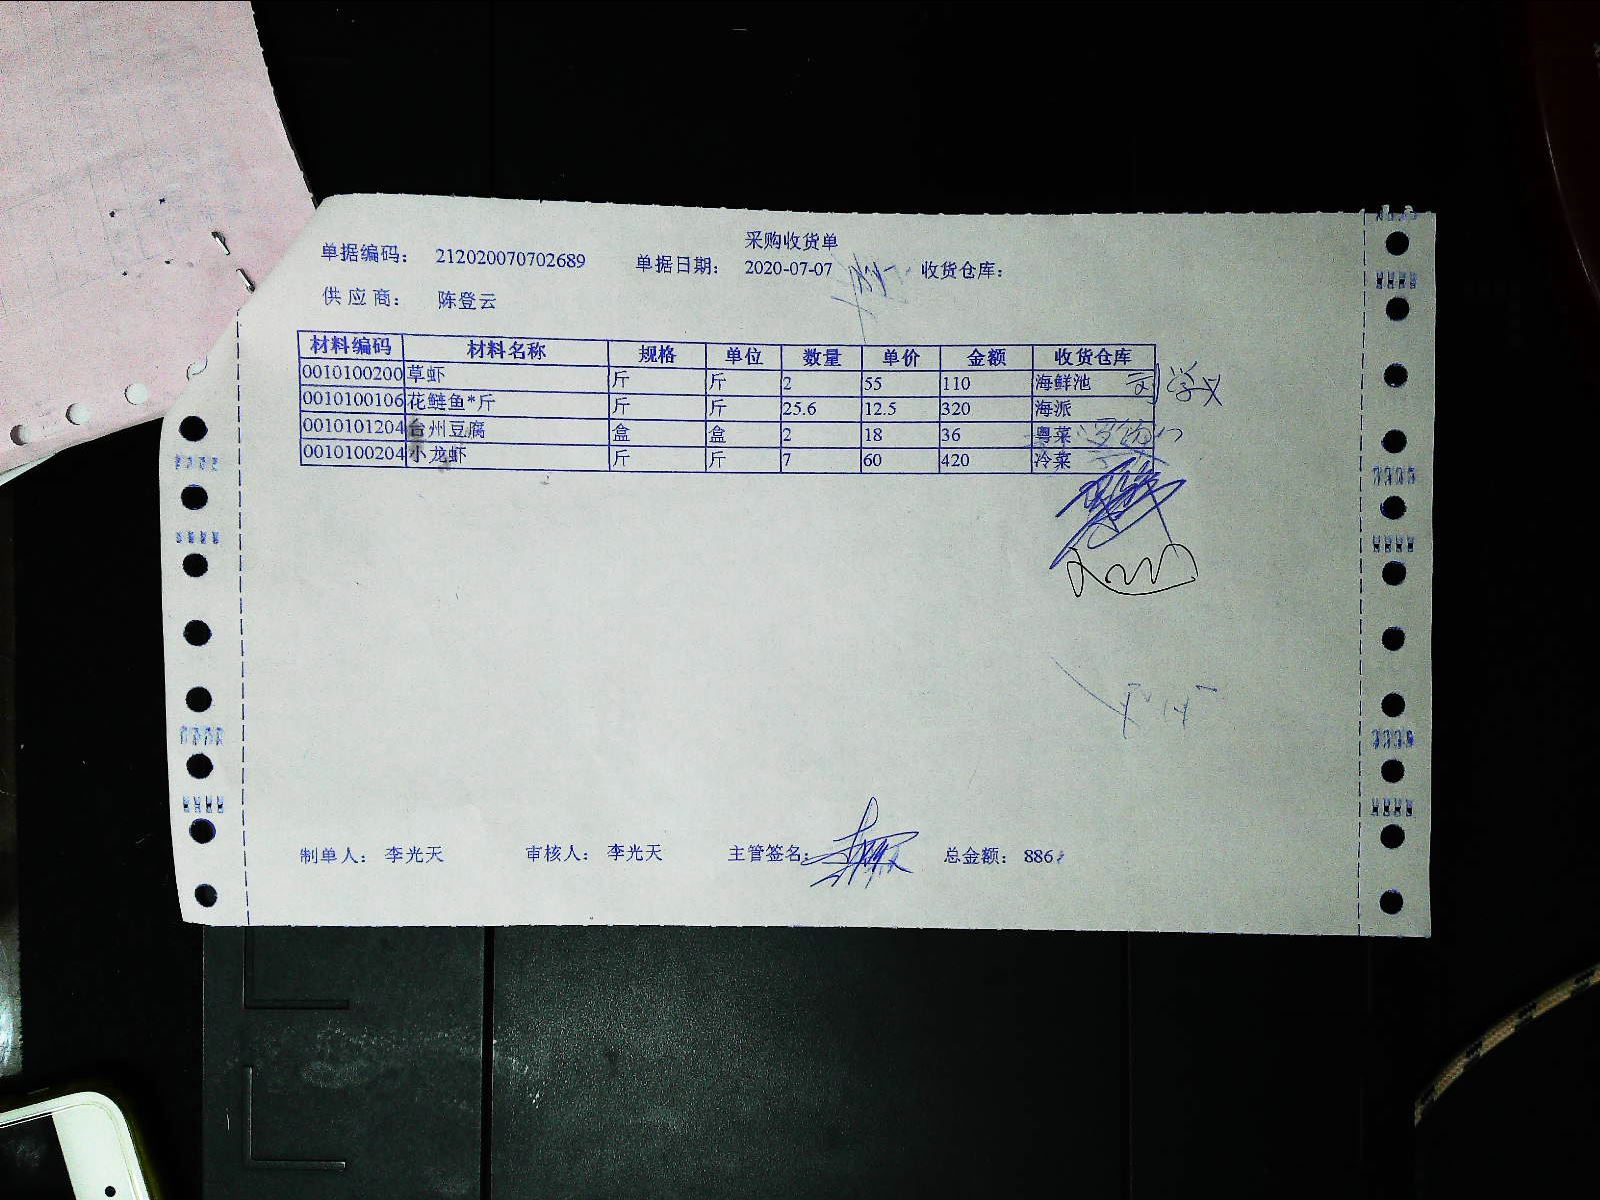 采购收货单
单据编码： 212020070702689 单据日期： 2020-07-07 收货仓库：
供 应 商： 陈登云
材料编码 材料名称 规格 单位 数量 单价 金额 收货仓库
0010100200 草虾 斤 斤 2 55 110 海鲜池
0010100106 花鲢鱼*斤 斤 斤 25.6 12.5 320 海派
0010101204 台州豆腐 盒 盒 2 18 36 粤菜
0010100204 小龙虾 斤 斤 7 60 420 冷菜
制单人： 李光天 审核人： 李光天 主管签名： 总金额： 886